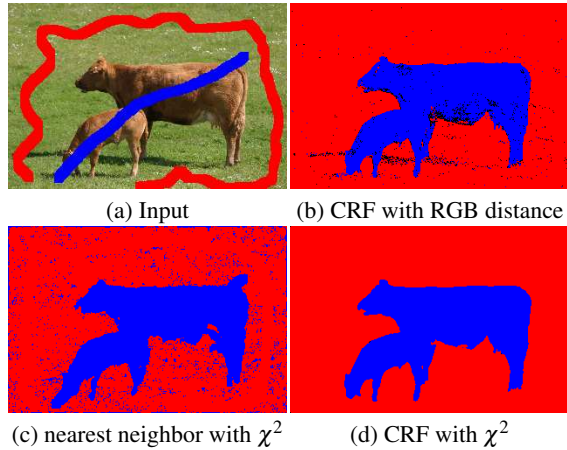 (a) Input
(b) CRF with RGB distance
(c) nearest neighbor with χ²
(d) CRF with χ²